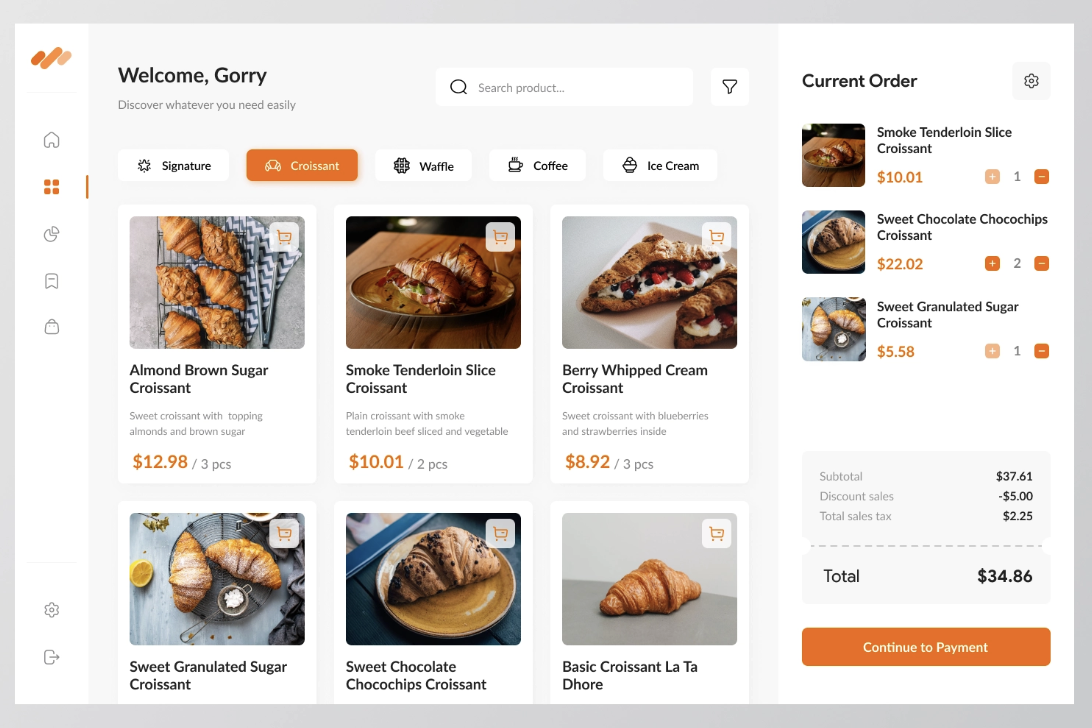 Welcome, Gorry
Discover whatever you need easily
Search product...
Signature
Croissant
Waffle
Coffee
Ice Cream
Almond Brown Sugar
Croissant
Sweet croissant with topping
almonds and brown sugar
$12.98 / 3 pcs
Smoke Tenderloin Slice
Croissant
Plain croissant with smoke
tenderloin beef sliced and vegetable
$10.01 / 2 pcs
Berry Whipped Cream
Croissant
Sweet croissant with blueberries
and strawberries inside
$8.92 / 3 pcs
Sweet Granulated Sugar
Croissant
Sweet Chocolate
Chocochips Croissant
Basic Croissant La Ta
Dhore
Current Order
Smoke Tenderloin Slice
Croissant
$10.01 + 1 −
Sweet Chocolate Chocochips
Croissant
$22.02 + 2 −
Sweet Granulated Sugar
Croissant
$5.58 + 1 −
Subtotal $37.61
Discount sales -$5.00
Total sales tax $2.25
Total $34.86
Continue to Payment